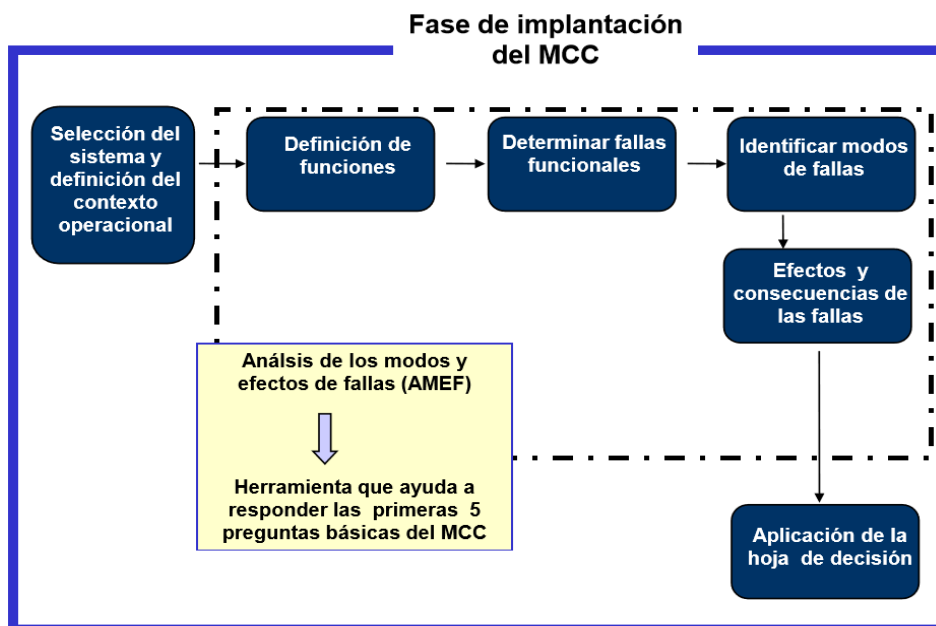 Fase de implantación
del MCC
Selección del
sistema y
definición del
contexto
operacional
Definición de
funciones
Determinar fallas
funcionales
Identificar modos
de fallas
Efectos y
consecuencias de
las fallas
Análsis de los modos y
efectos de fallas (AMEF)
Herramienta que ayuda a
responder las primeras 5
preguntas básicas del MCC
Aplicación de la
hoja de decisión